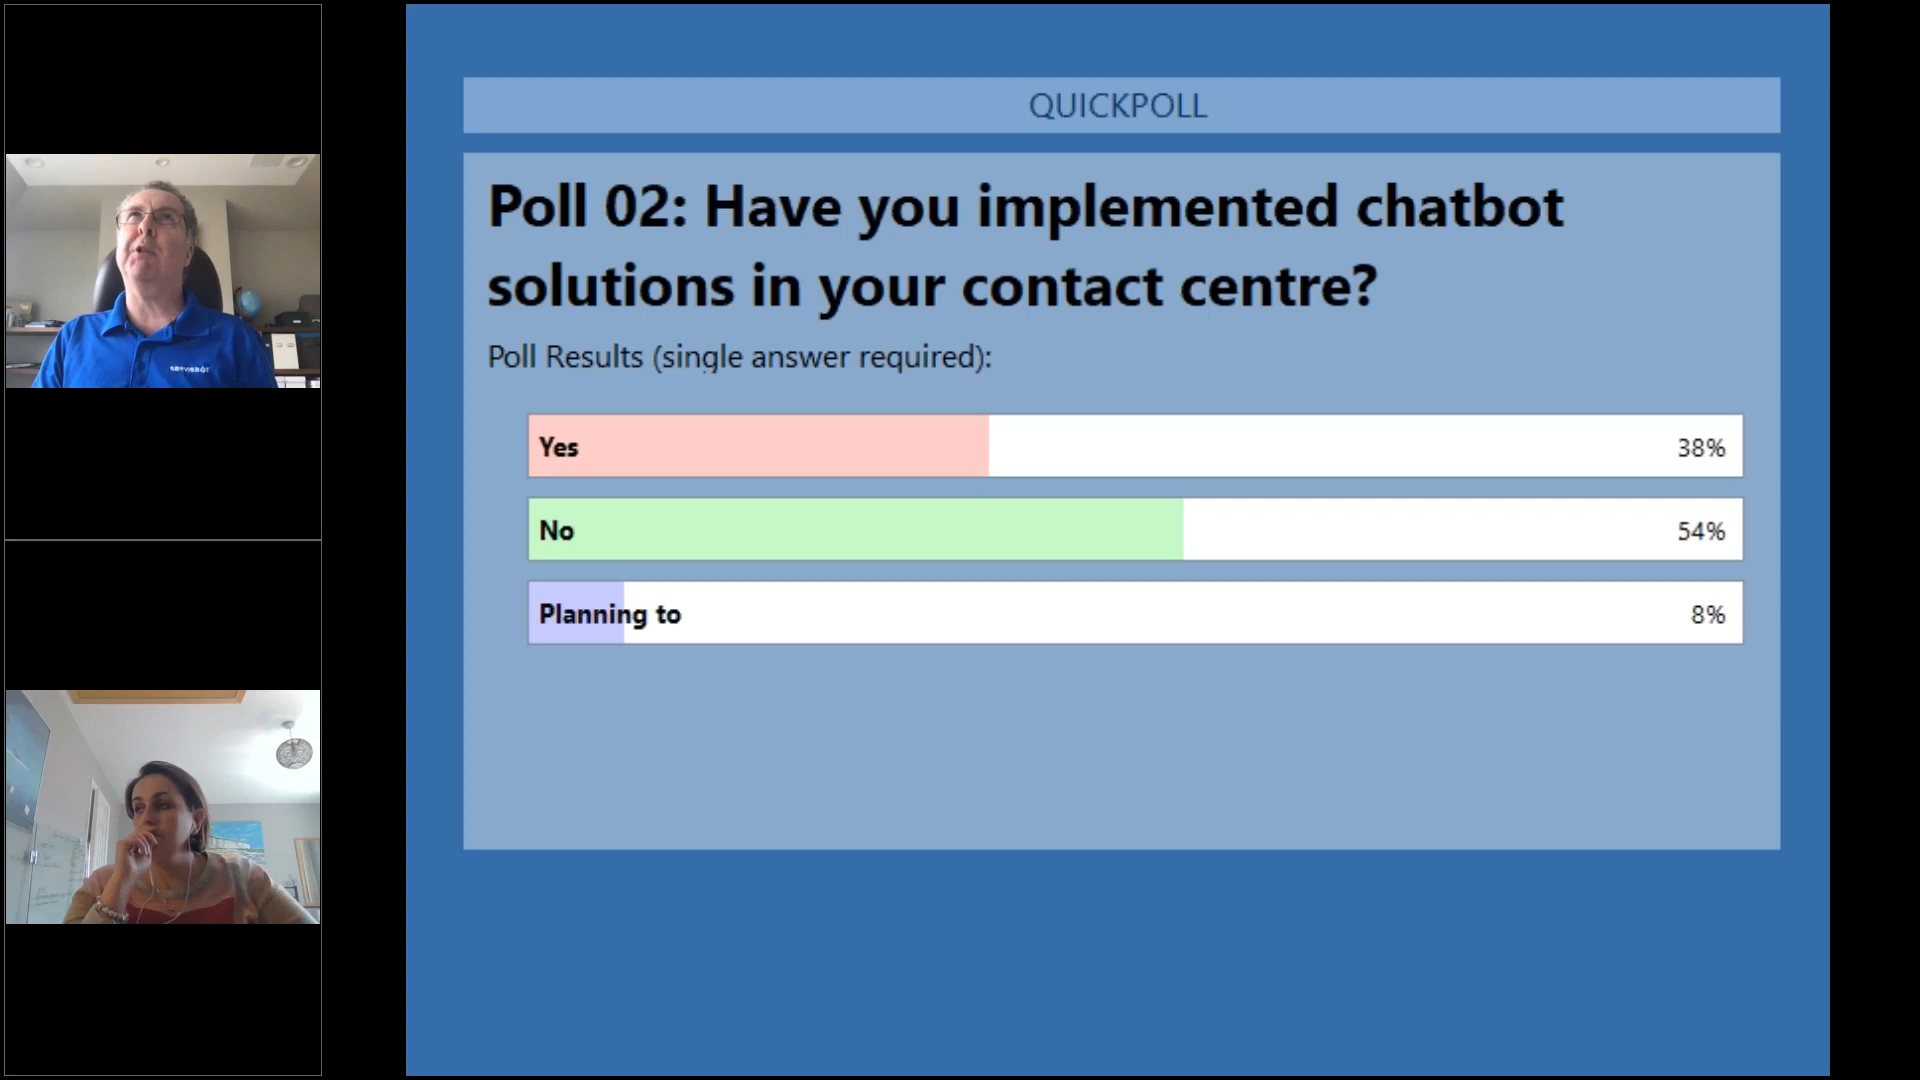 QUICKPOLL
Poll 02: Have you implemented chatbot
solutions in your contact centre?
Poll Results (single answer required):
Yes 38%
No 54%
Planning to 8%
SERVISBOT